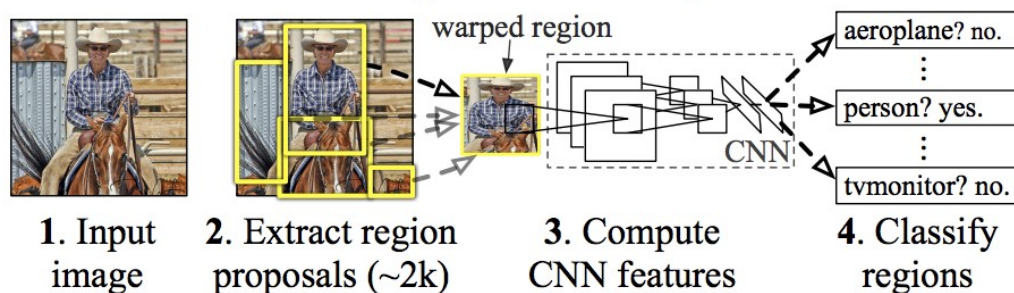 warped region
aeroplane? no.
person? yes.
CNN
tvmonitor? no.
1. Input
image
2. Extract region
proposals (~2k)
3. Compute
CNN features
4. Classify
regions